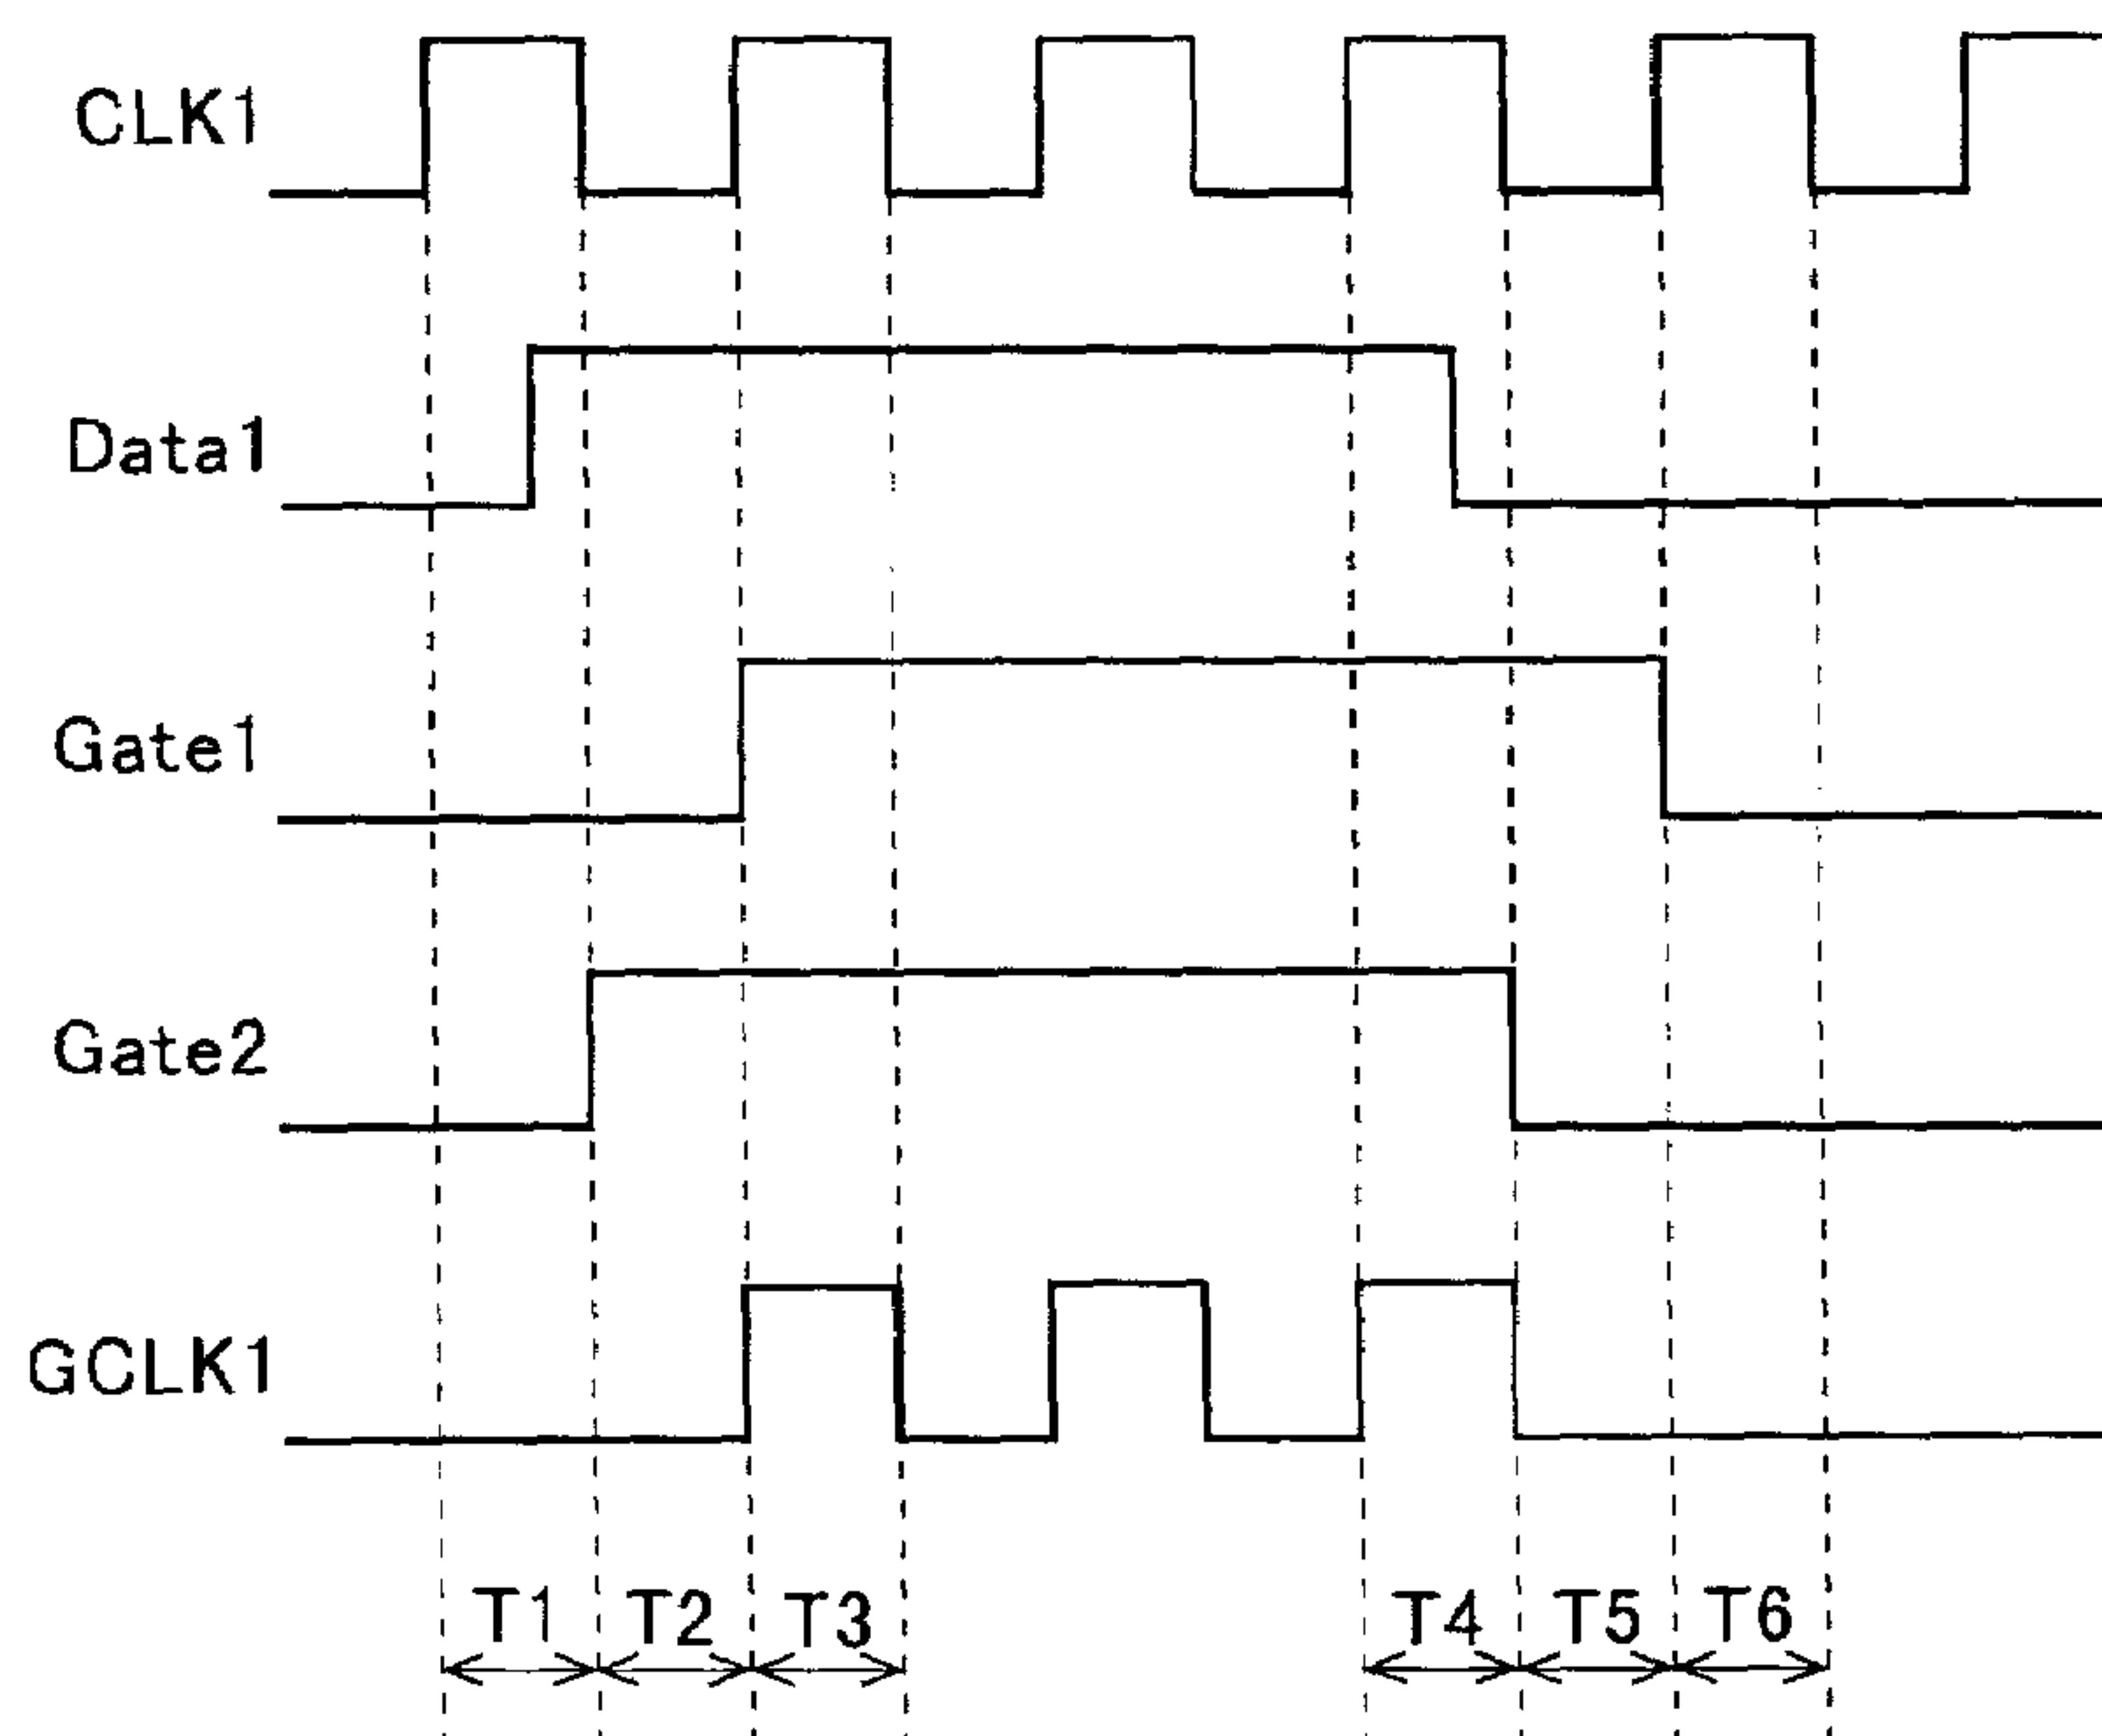 CLK1
Data1
Gate1
Gate2
GCLK1
T1 T2 T3 T4 T5 T6